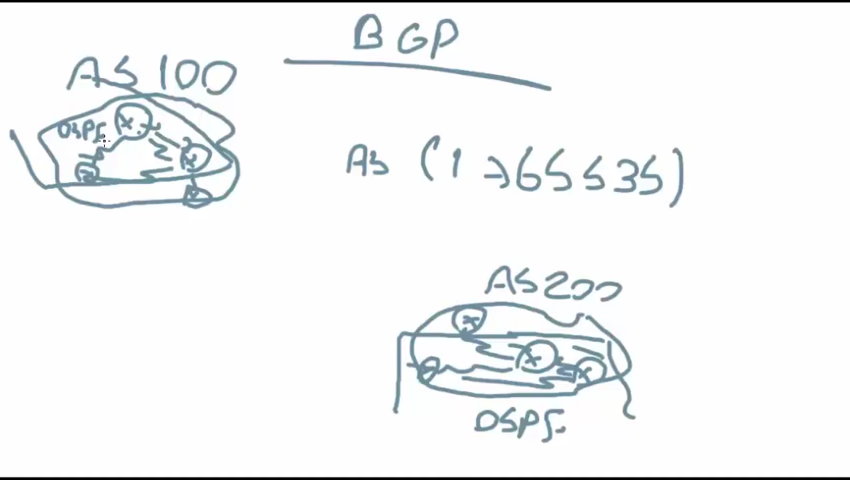 BGP
AS 100
OSPF
AS (1 → 65535)
AS 200
OSPF